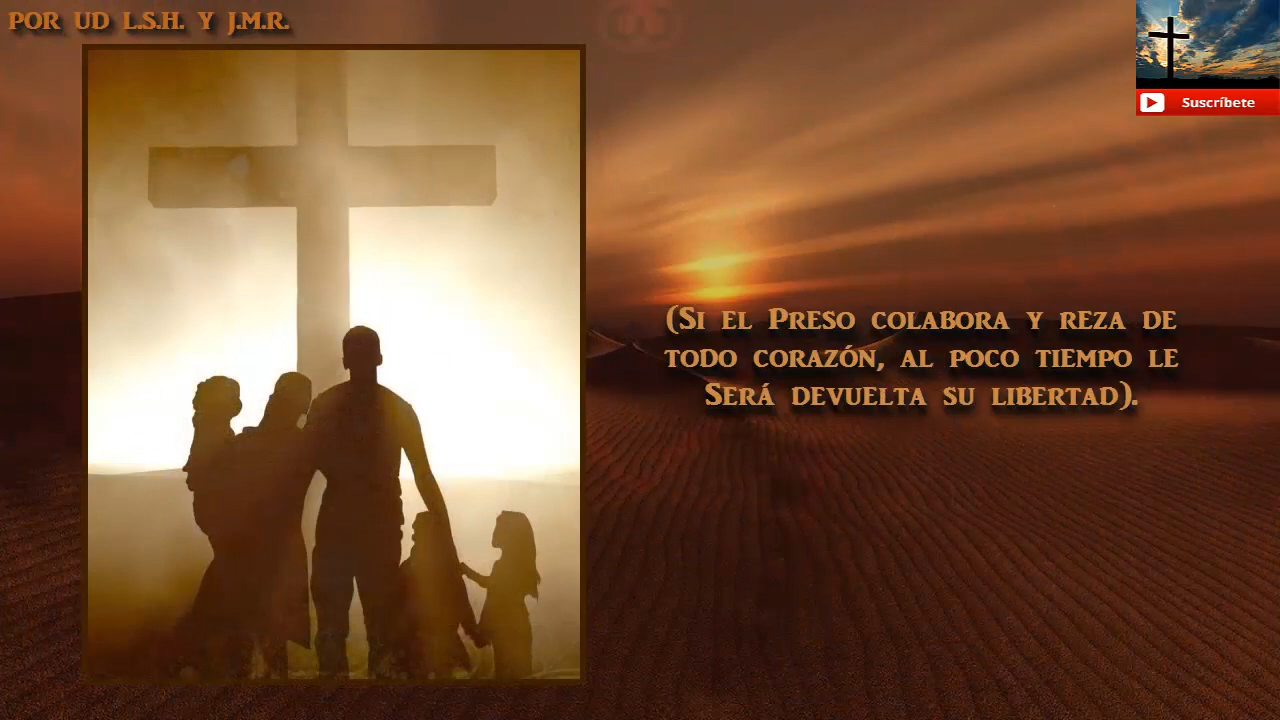 POR UD L.S.H. Y J.M.R.
Suscríbete
(Si el Preso colabora y reza de
todo corazón, al poco tiempo le
Será devuelta su libertad).